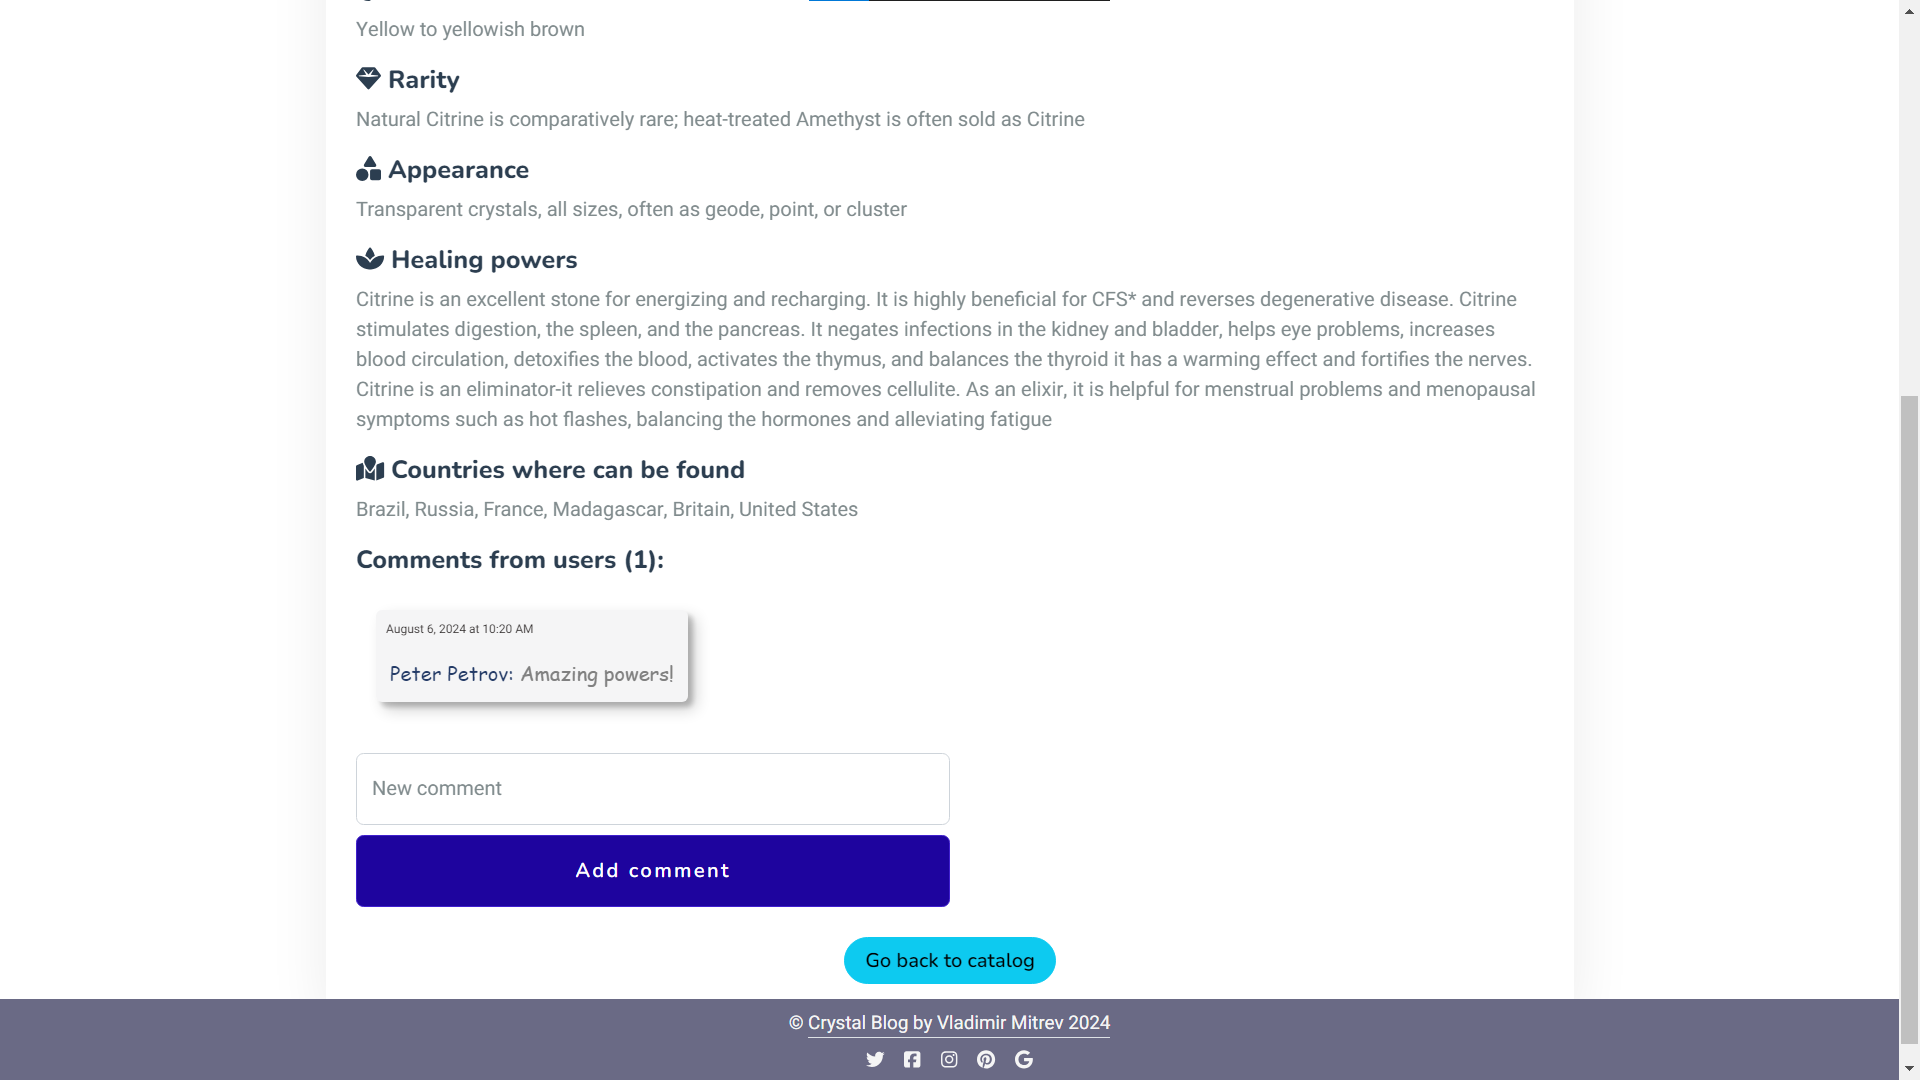 Yellow to yellowish brown
Rarity
Natural Citrine is comparatively rare; heat-treated Amethyst is often sold as Citrine
Appearance
Transparent crystals, all sizes, often as geode, point, or cluster
Healing powers
Citrine is an excellent stone for energizing and recharging. It is highly beneficial for CFS* and reverses degenerative disease. Citrine
stimulates digestion, the spleen, and the pancreas. It negates infections in the kidney and bladder, helps eye problems, increases
blood circulation, detoxifies the blood, activates the thymus, and balances the thyroid it has a warming effect and fortifies the nerves.
Citrine is an eliminator-it relieves constipation and removes cellulite. As an elixir, it is helpful for menstrual problems and menopausal
symptoms such as hot flashes, balancing the hormones and alleviating fatigue
Countries where can be found
Brazil, Russia, France, Madagascar, Britain, United States
Comments from users (1):
August 6, 2024 at 10:20 AM
Peter Petrov: Amazing powers!
New comment
Add comment
Go back to catalog
© Crystal Blog by Vladimir Mitrev 2024